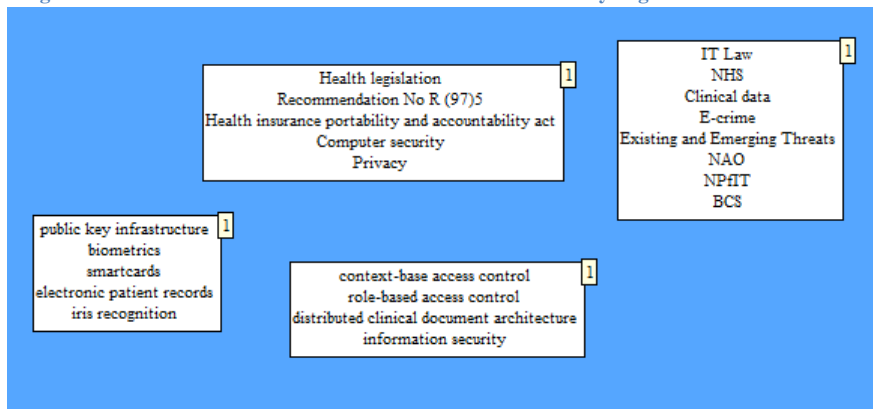 Health legislation
Recommendation No R (97)5
Health insurance portability and accountability act
Computer security
Privacy
1
IT Law
NHS
Clinical data
E-crime
Existing and Emerging Threats
NAO
NPfIT
BCS
1
public key infrastructure
biometrics
smartcards
electronic patient records
iris recognition
1
context-base access control
role-based access control
distributed clinical document architecture
information security
1